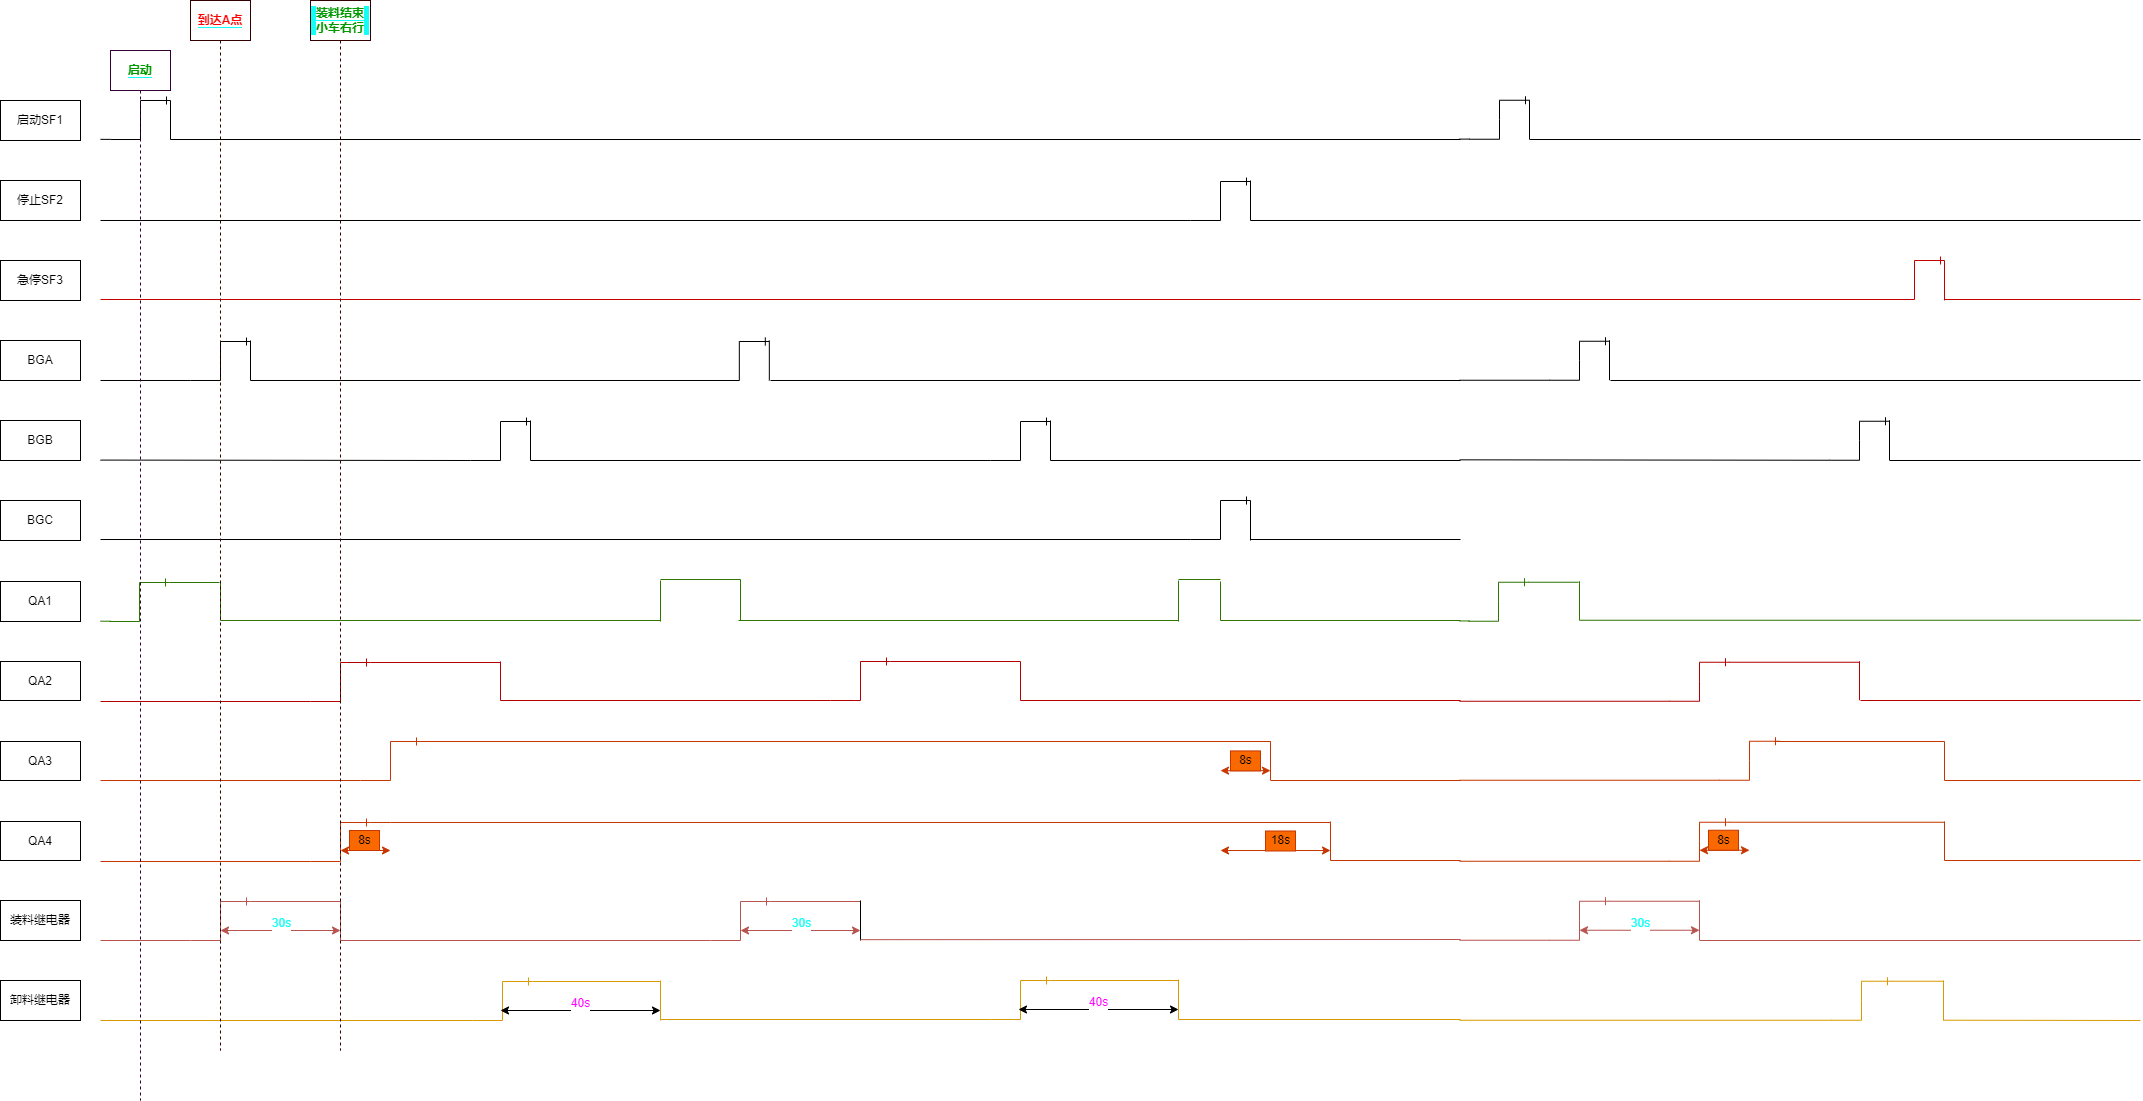 到达A点
装料结束
小车右行
启动
启动SF1
停止SF2
急停SF3
BGA
BGB
BGC
QA1
QA2
QA3
8s
QA4
8s
18s
8s
装料继电器
30s
30s
30s
卸料继电器
40s
40s